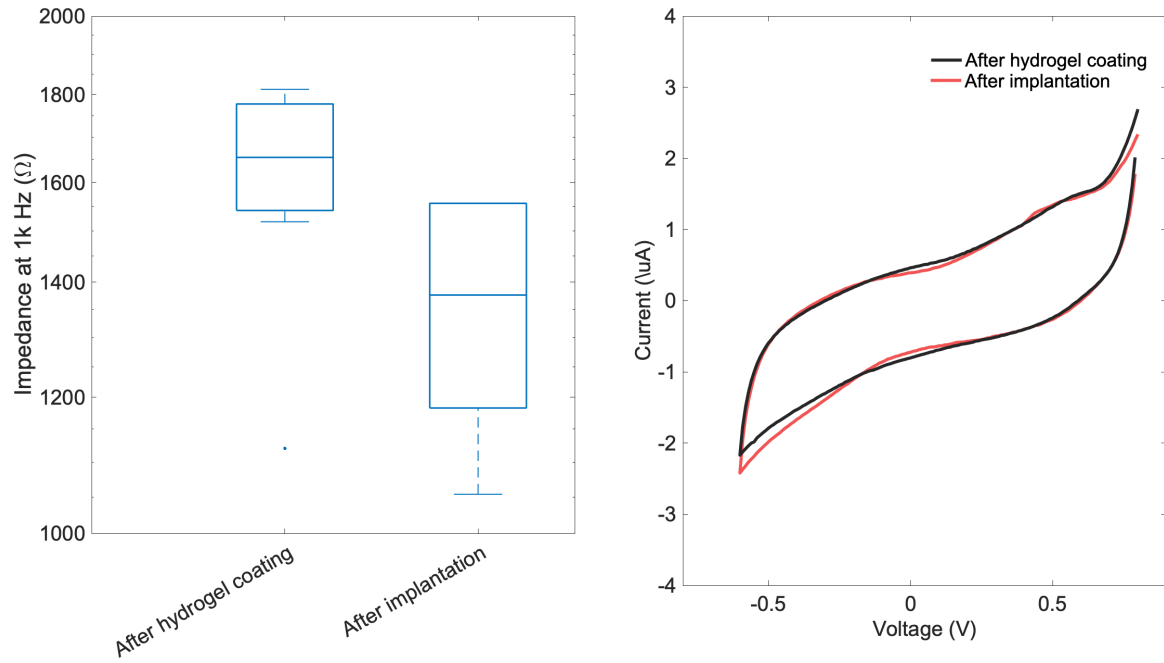 2000
1800
1600
1400
1200
1000
Impedance at 1k Hz (Ω)
After hydrogel coating
After implantation
4
3
2
1
0
-1
-2
-3
-4
Current (\uA)
After hydrogel coating
After implantation
-0.5
0
0.5
Voltage (V)